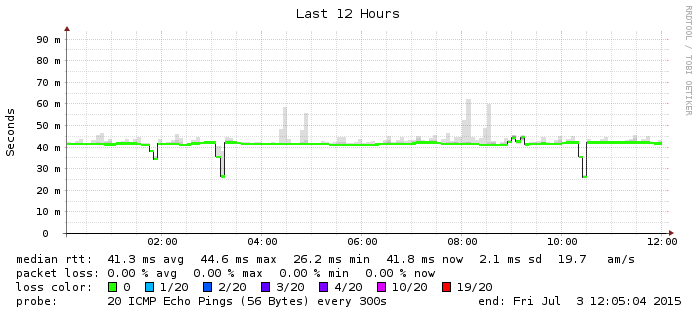 Last 12 Hours
RRDTOOL / TOBI OETIKER
Seconds
90 m
80 m
70 m
60 m
50 m
40 m
30 m
20 m
10 m
0
02:00 04:00 06:00 08:00 10:00 12:00
median rtt: 41.3 ms avg 44.6 ms max 26.2 ms min 41.8 ms now 2.1 ms sd 19.7 am/s
packet loss: 0.00 % avg 0.00 % max 0.00 % min 0.00 % now
loss color: 0 1/20 2/20 3/20 4/20 10/20 19/20
probe: 20 ICMP Echo Pings (56 Bytes) every 300s end: Fri Jul 3 12:05:04 2015